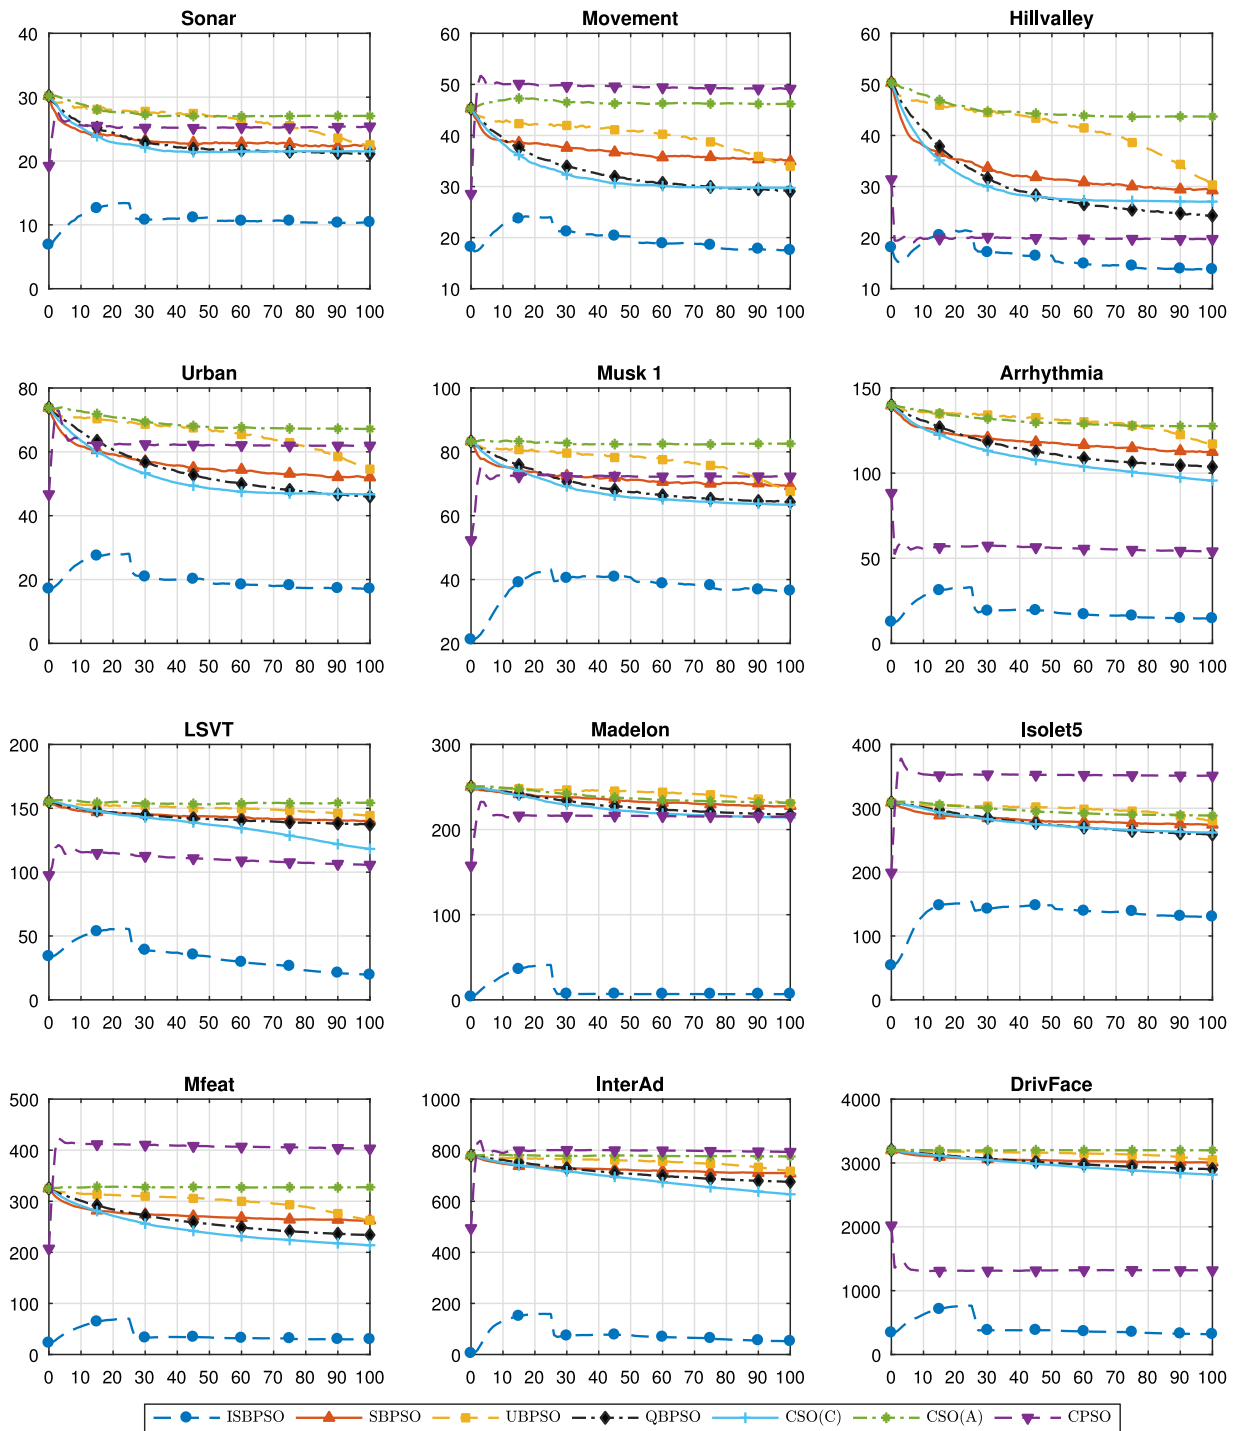 Sonar Movement Hillvalley
40 60 60
30 50 50
20 40 40
10 30 30
0 20 20
10 10
0 10 20 30 40 50 60 70 80 90 100 0 10 20 30 40 50 60 70 80 90 100 0 10 20 30 40 50 60 70 80 90 100
Urban Musk 1 Arrhythmia
80 100 150
60 80 100
40 60 50
20 40 0
0 20
0 10 20 30 40 50 60 70 80 90 100 0 10 20 30 40 50 60 70 80 90 100 0 10 20 30 40 50 60 70 80 90 100
LSVT Madelon Isolet5
200 300 400
150 200 300
100 100 200
50 0 100
0 0
0 10 20 30 40 50 60 70 80 90 100 0 10 20 30 40 50 60 70 80 90 100 0 10 20 30 40 50 60 70 80 90 100
Mfeat InterAd DrivFace
500 1000 4000
400 800 3000
300 600 2000
200 400 1000
100 200 0
0 0
0 10 20 30 40 50 60 70 80 90 100 0 10 20 30 40 50 60 70 80 90 100 0 10 20 30 40 50 60 70 80 90 100
ISBPSO SBPSO UBPSO QBPSO CSO(C) CSO(A) CPSO